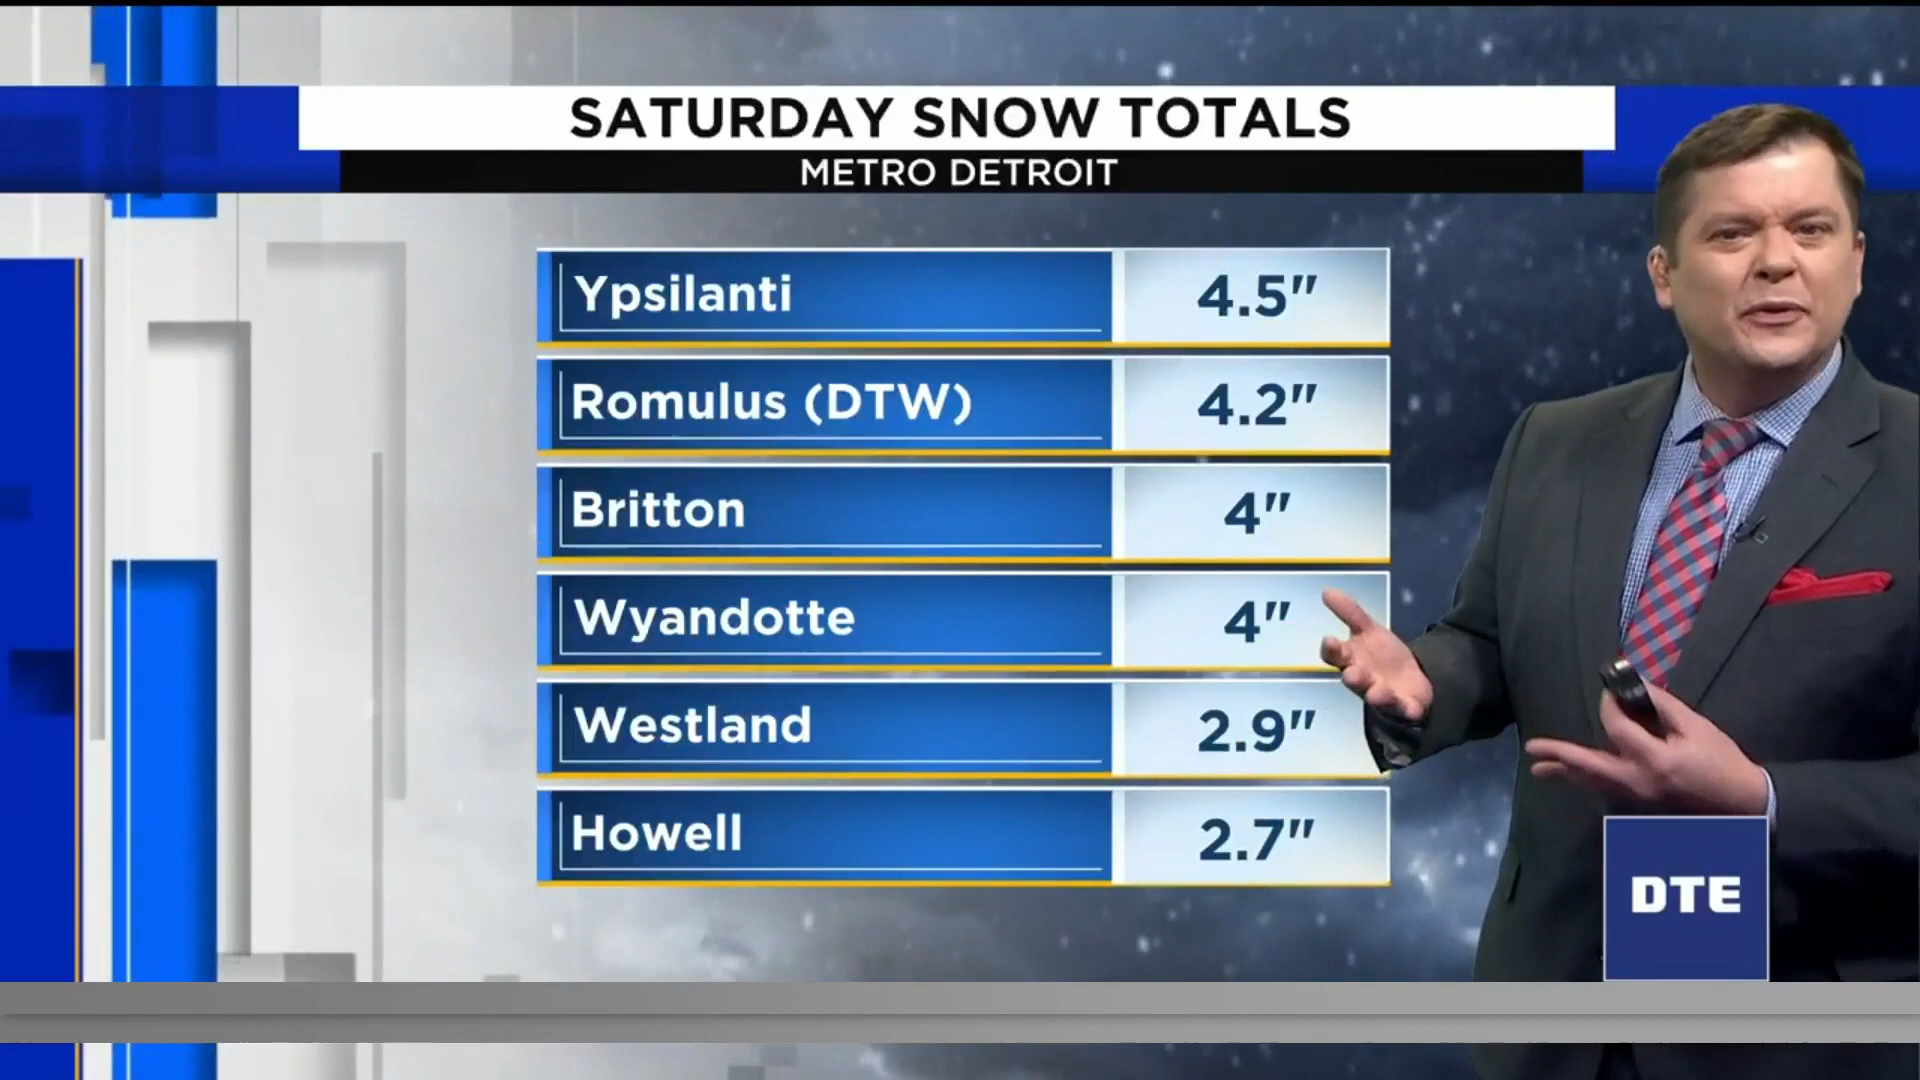 SATURDAY SNOW TOTALS
METRO DETROIT
Ypsilanti 4.5"
Romulus (DTW) 4.2"
Britton 4"
Wyandotte 4"
Westland 2.9"
Howell 2.7"
DTE